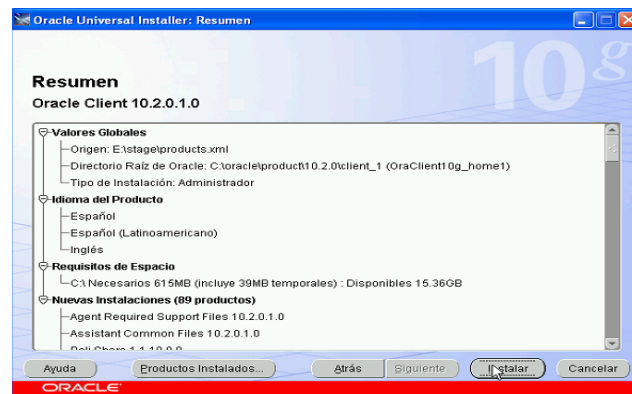 Oracle Universal Installer: Resumen
10g
Resumen
Oracle Client 10.2.0.1.0
Valores Globales
Origen: E:\stage\products.xml
Directorio Raíz de Oracle: C:\oracle\product\10.2.0\client_1 (OraClient10g_home1)
Tipo de Instalación: Administrador
Idioma del Producto
Español
Español (Latinoamericano)
Inglés
Requisitos de Espacio
C:\ Necesarios 615MB (incluye 39MB temporales) : Disponibles 15.36GB
Nuevas Instalaciones (89 productos)
Agent Required Support Files 10.2.0.1.0
Assistant Common Files 10.2.0.1.0
Ayuda Productos Instalados... Atrás Siguiente Instalar Cancelar
ORACLE